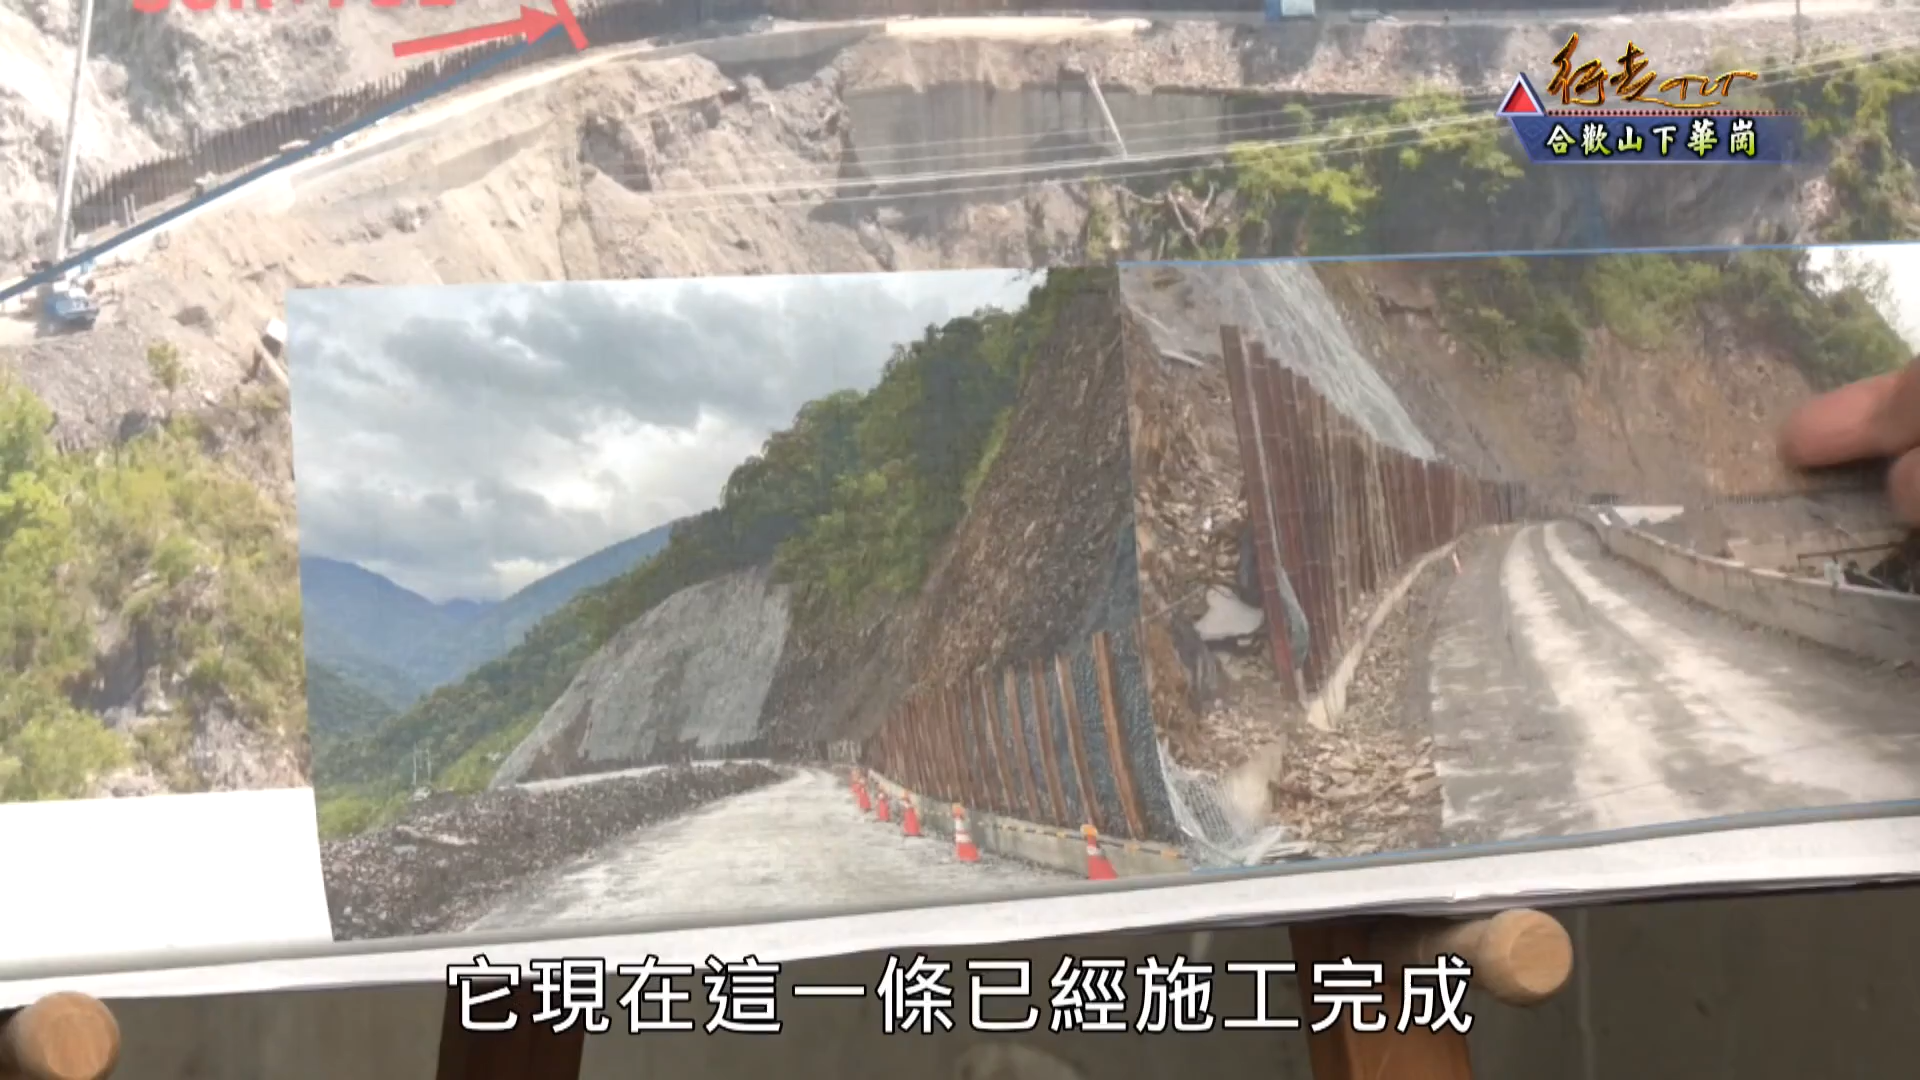 行走TIT
合歡山下華崗
它現在這一條已經施工完成